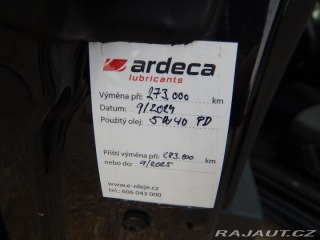 ardeca
lubricants
Výměna při: 273.000 km
Datum: 9/2024
Použitý olej: 5W40 PD
Příští výměna při: 283.000 km
nebo do: 9/2025
www.e-oleje.cz
tel.: 606 043 000
RAJAUT.CZ